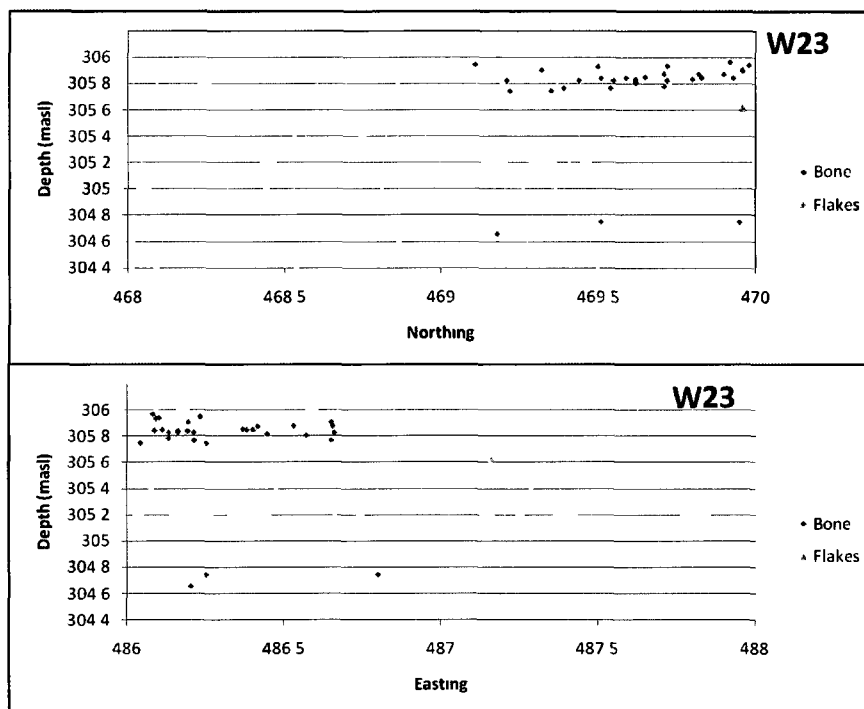 W23
306
305 8
305 6
305 4
305 2
305
304 8
304 6
304 4
Depth (masl)
468
468 5
469
469 5
470
Northing
Bone
Flakes
W23
306
305 8
305 6
305 4
305 2
305
304 8
304 6
304 4
Depth (masl)
486
486 5
487
487 5
488
Easting
Bone
Flakes